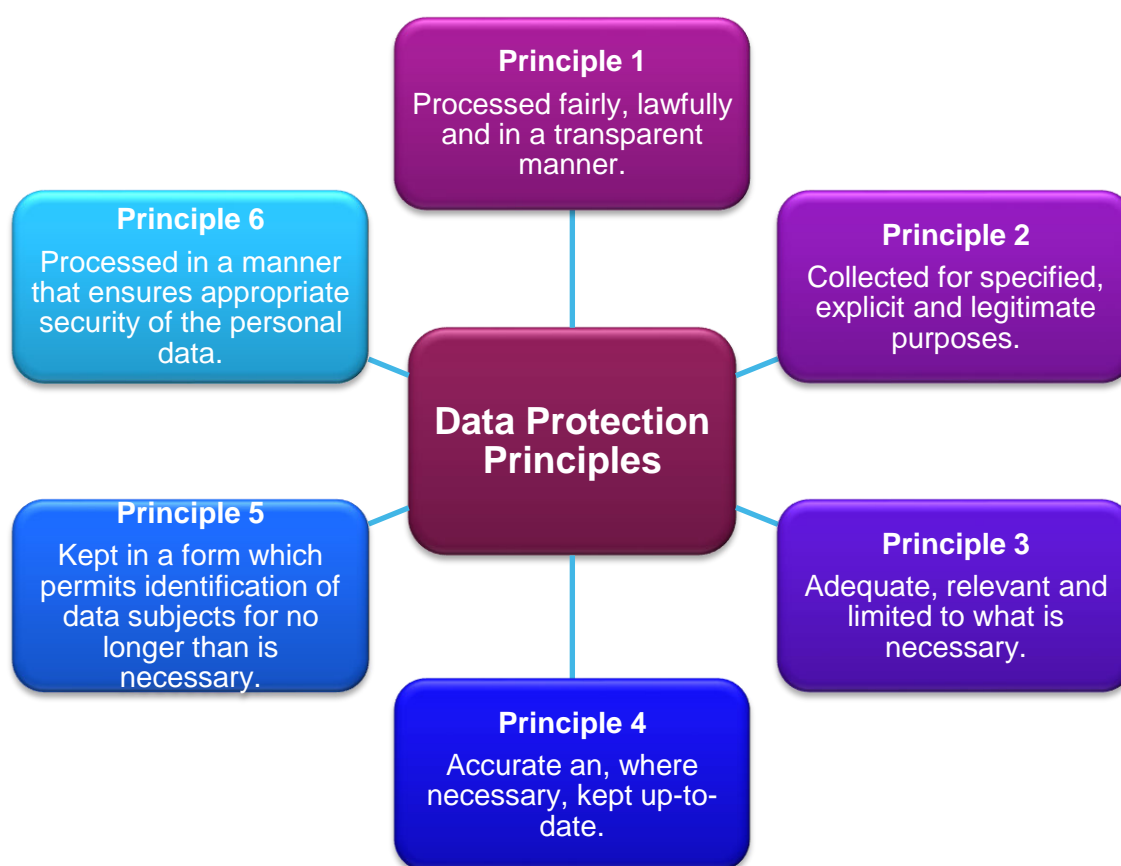 Principle 1
Processed fairly, lawfully
and in a transparent
manner.
Principle 2
Collected for specified,
explicit and legitimate
purposes.
Principle 3
Adequate, relevant and
limited to what is
necessary.
Principle 4
Accurate an, where
necessary, kept up-to-
date.
Principle 5
Kept in a form which
permits identification of
data subjects for no
longer than is
necessary.
Principle 6
Processed in a manner
that ensures appropriate
security of the personal
data.
Data Protection
Principles